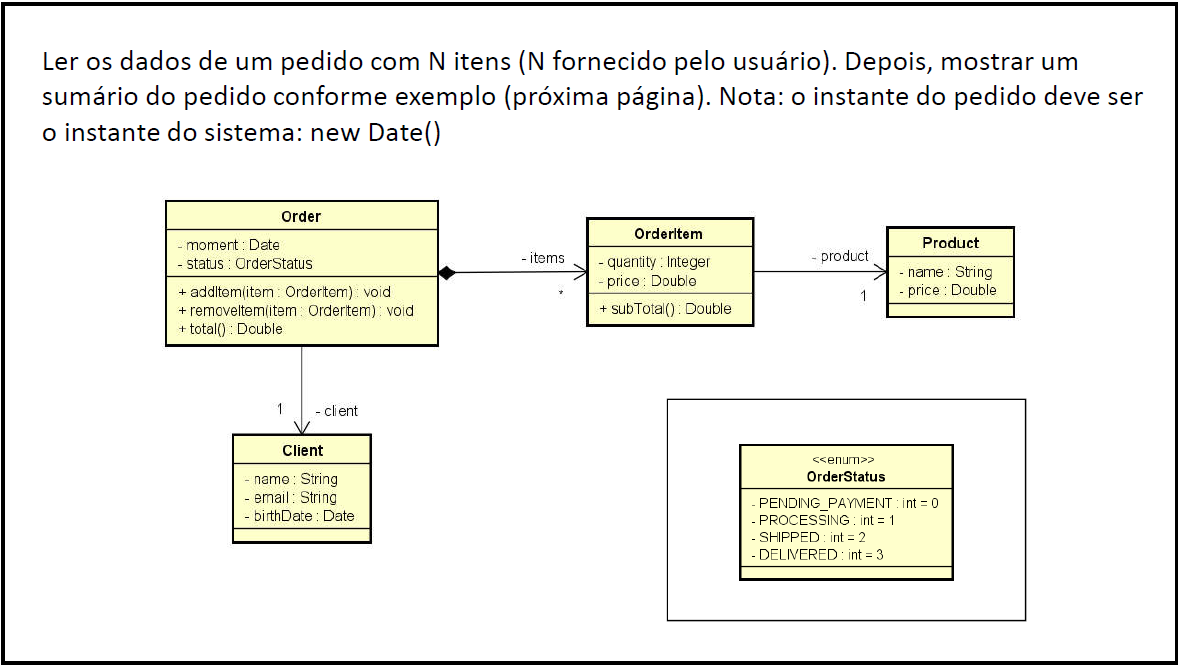 Ler os dados de um pedido com N itens (N fornecido pelo usuário). Depois, mostrar um
sumário do pedido conforme exemplo (próxima página). Nota: o instante do pedido deve ser
o instante do sistema: new Date()
Order
- moment : Date
- status : OrderStatus
+ addItem(item : OrderItem) : void
+ removeItem(item : OrderItem) : void
+ total() : Double
- items
*
OrderItem
- quantity : Integer
- price : Double
+ subTotal() : Double
- product
1
Product
- name : String
- price : Double
1
- client
Client
- name : String
- email : String
- birthDate : Date
<<enum>>
OrderStatus
- PENDING_PAYMENT : int = 0
- PROCESSING : int = 1
- SHIPPED : int = 2
- DELIVERED : int = 3